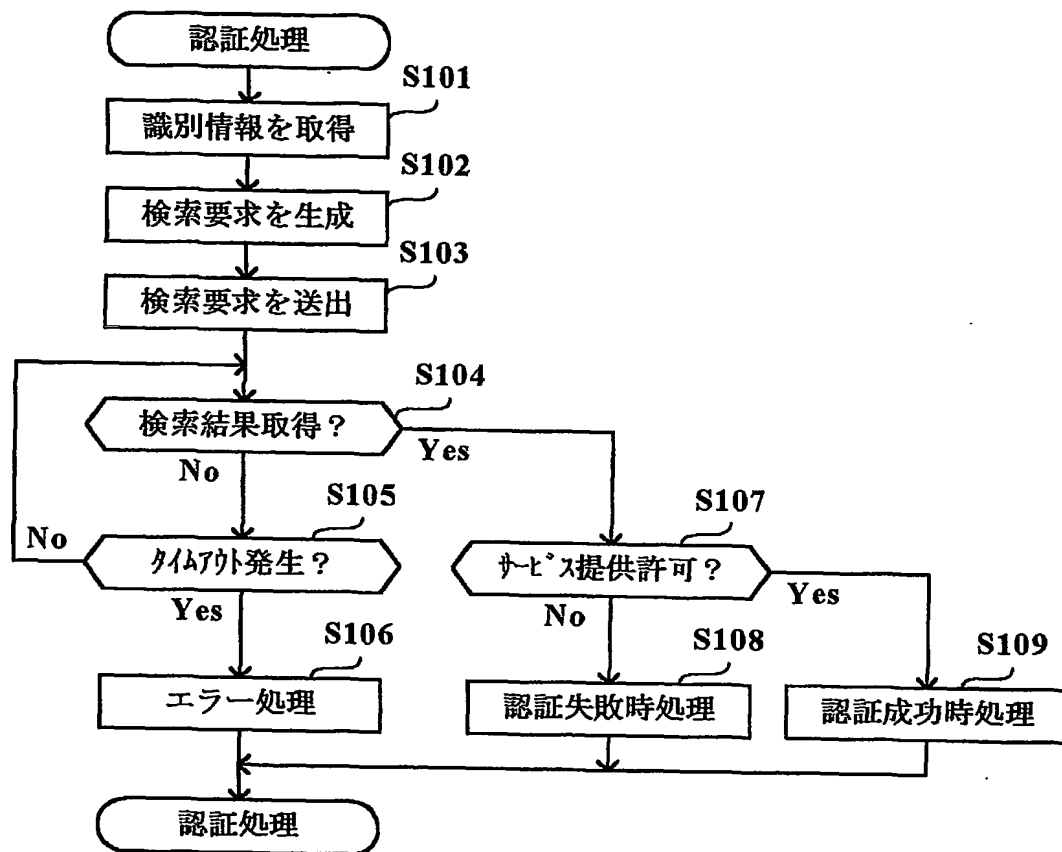 認証処理
S101
識別情報を取得
S102
検索要求を生成
S103
検索要求を送出
S104
検索結果取得？
Yes
No
S105
ﾀｲﾑｱｳﾄ発生？
No
Yes
S107
ｻｰﾋﾞｽ提供許可？
Yes
No
S106
エラー処理
S108
認証失敗時処理
S109
認証成功時処理
認証処理